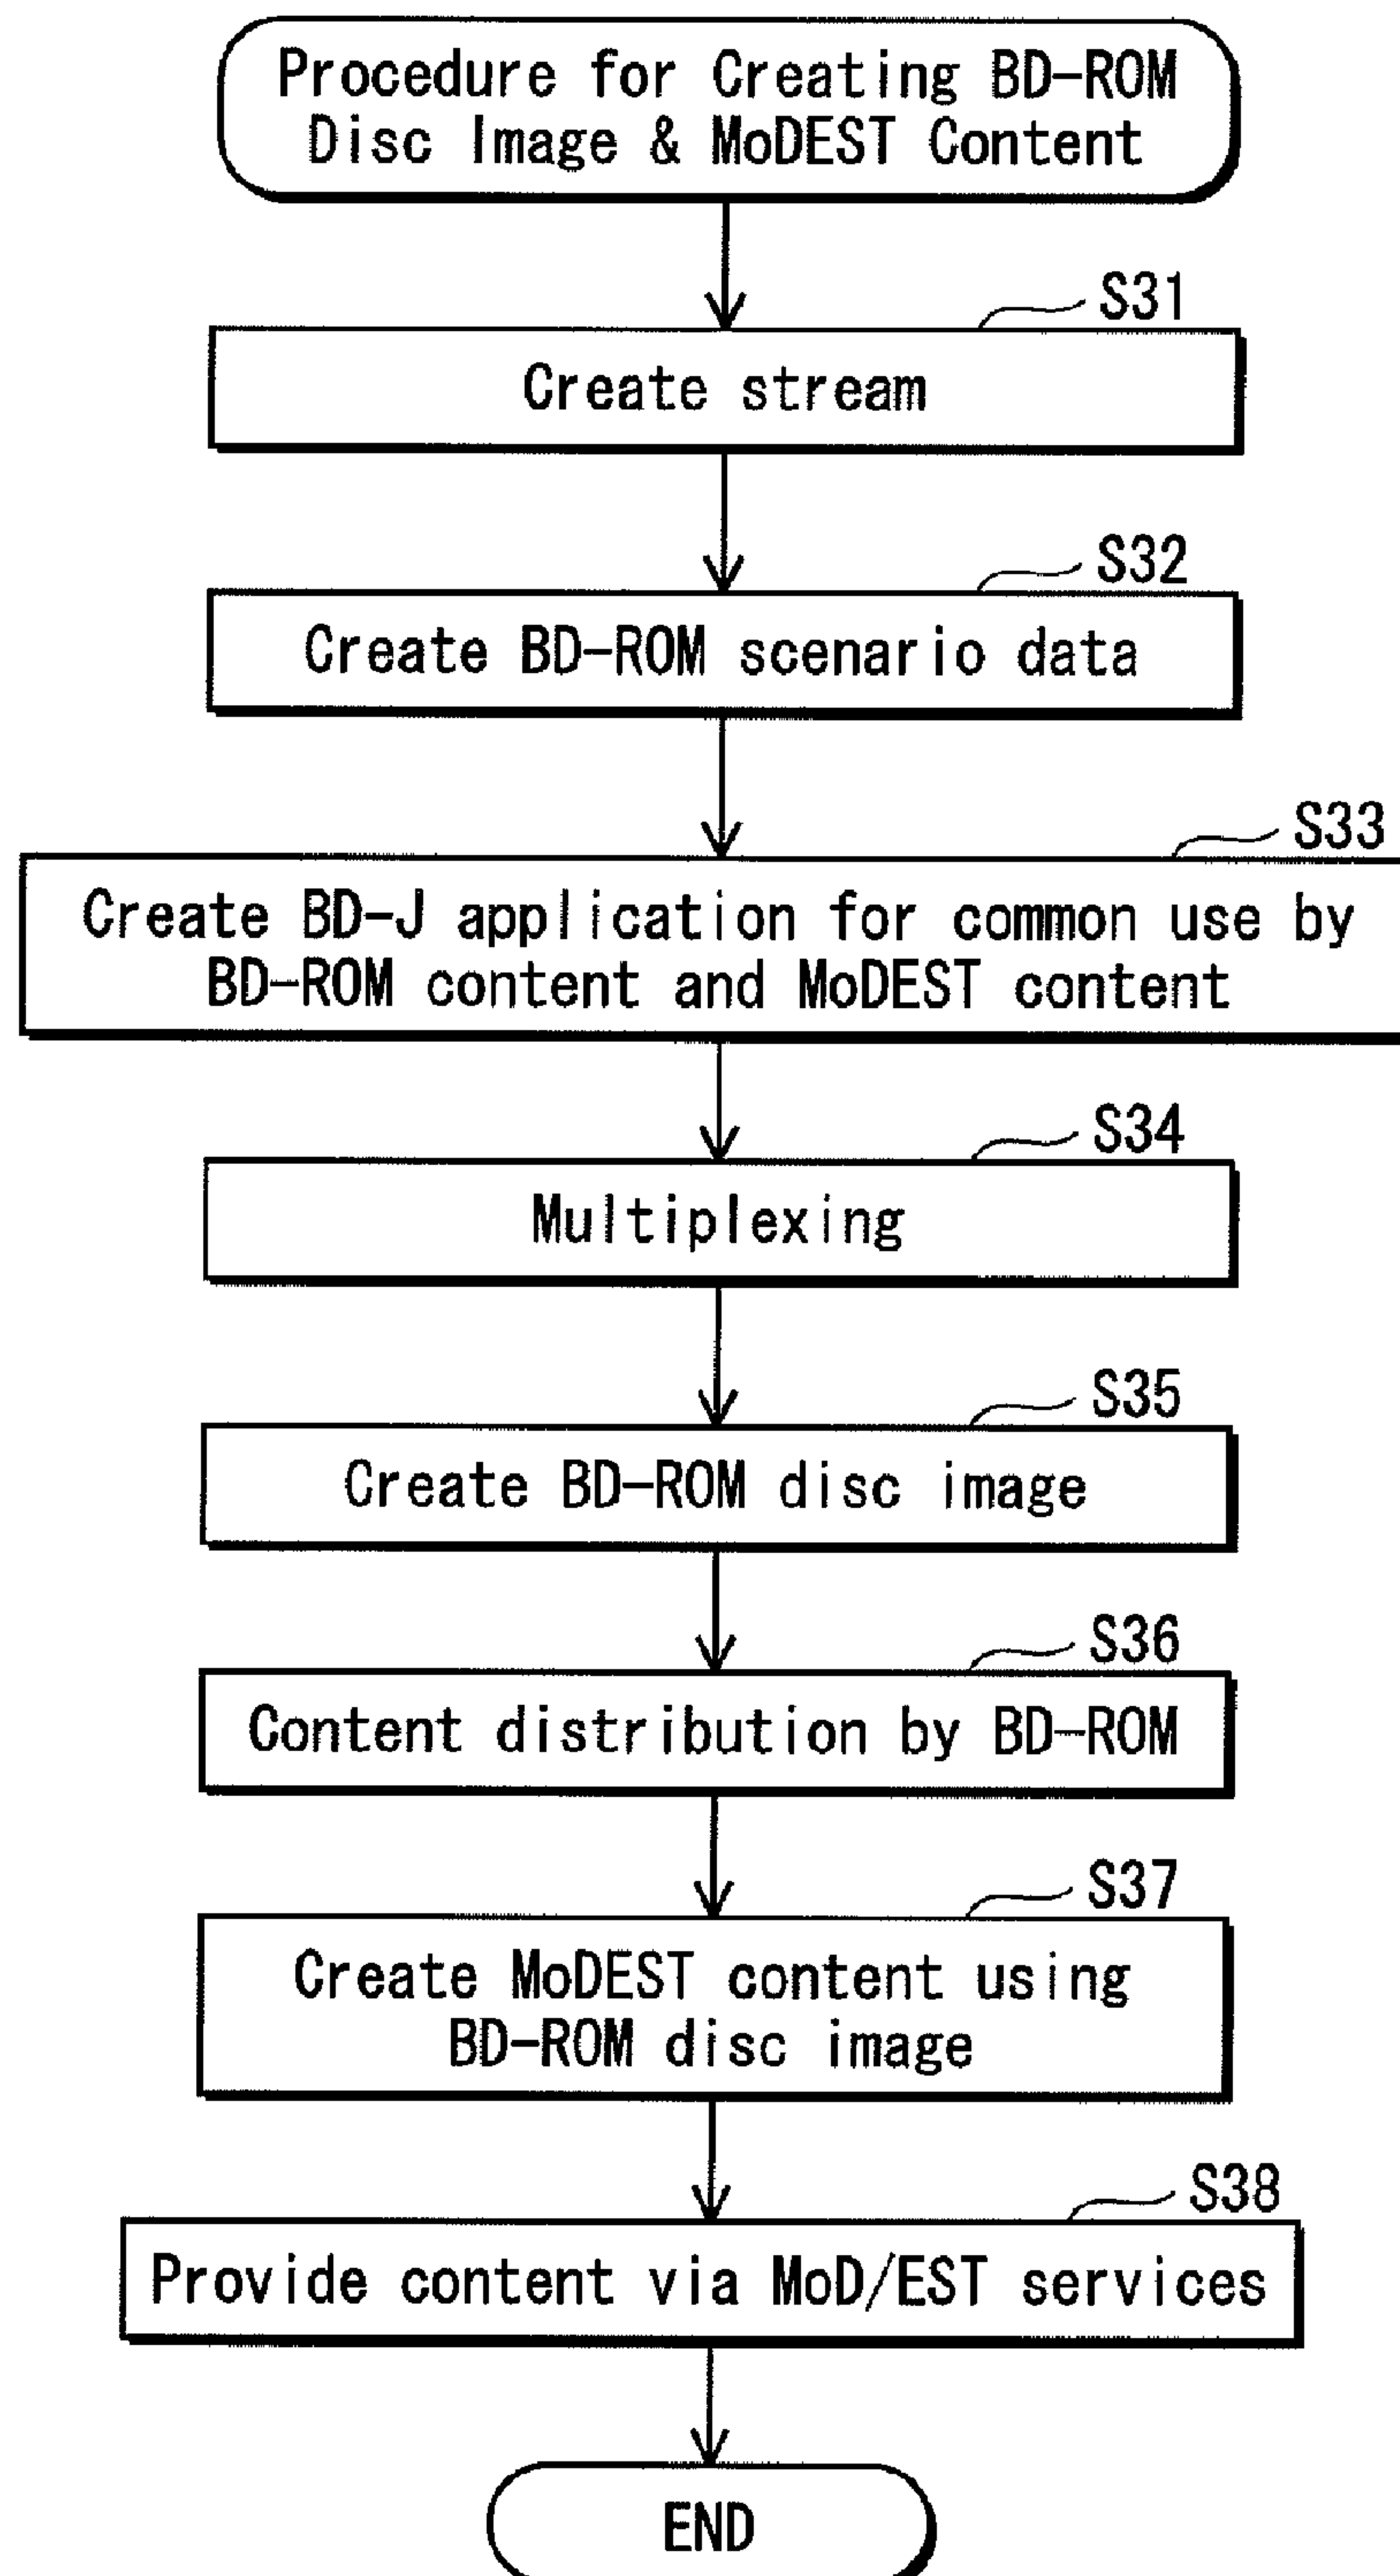 Procedure for Creating BD-ROM
Disc Image & MoDEST Content
S31
Create stream
S32
Create BD-ROM scenario data
S33
Create BD-J application for common use by
BD-ROM content and MoDEST content
S34
Multiplexing
S35
Create BD-ROM disc image
S36
Content distribution by BD-ROM
S37
Create MoDEST content using
BD-ROM disc image
S38
Provide content via MoD/EST services
END